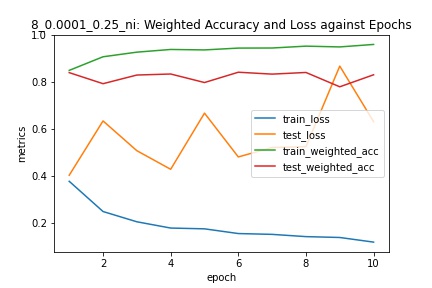 8_0.0001_0.25_ni: Weighted Accuracy and Loss against Epochs
1.0
0.8
0.6
0.4
0.2
metrics
train_loss
test_loss
train_weighted_acc
test_weighted_acc
2
4
6
8
10
epoch